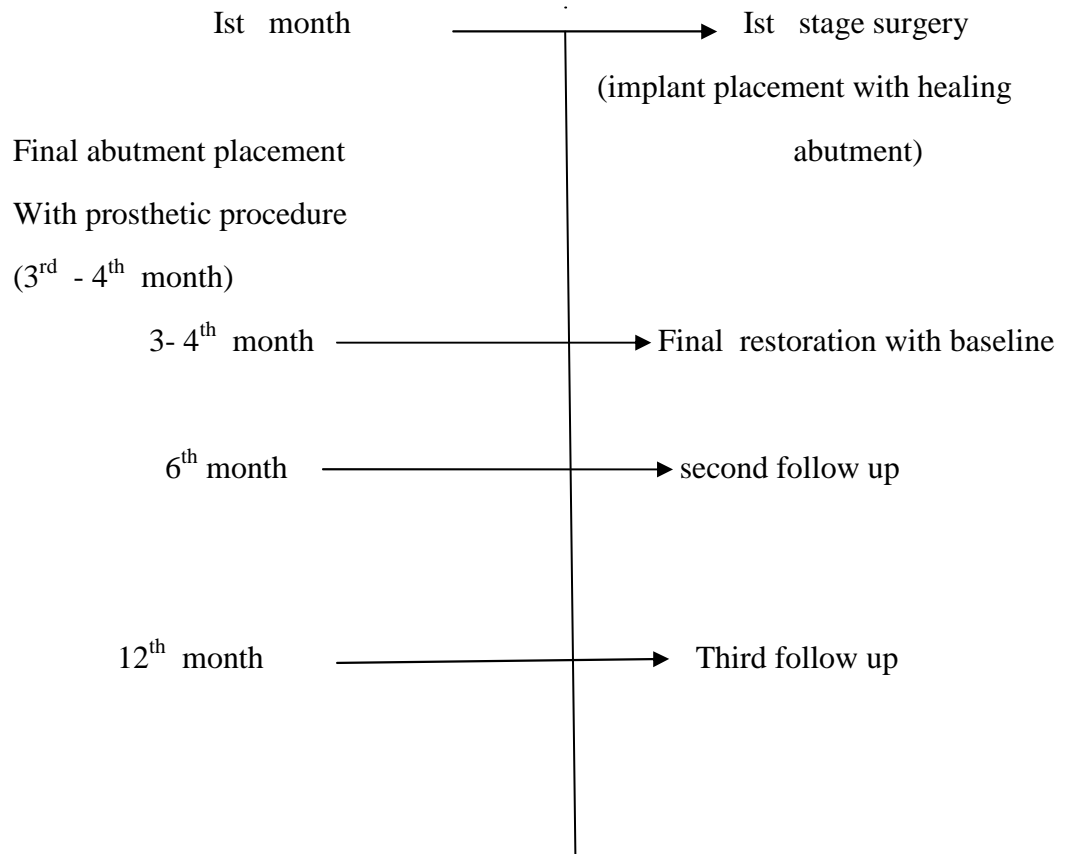 Ist month Ist stage surgery
(implant placement with healing
Final abutment placement abutment)
With prosthetic procedure
(3rd - 4th month)
3- 4th month Final restoration with baseline
6th month second follow up
12th month Third follow up